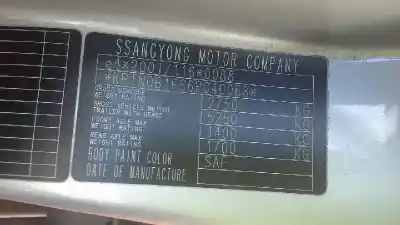 SSANGYONG MOTOR COMPANY
e4*2001/116*0088
GROSS VEHICLE WEIGHT RATING 2750 KG
GROSS VEHICLE WEIGHT TRAILER WITH BRAKE 5250 KG
FRONT AXLE MAX WEIGHT RATING 1400 KG
REAR AXLE MAX WEIGHT RATING 1700 KG
BODY PAINT COLOR SAF
DATE OF MANUFACTURE